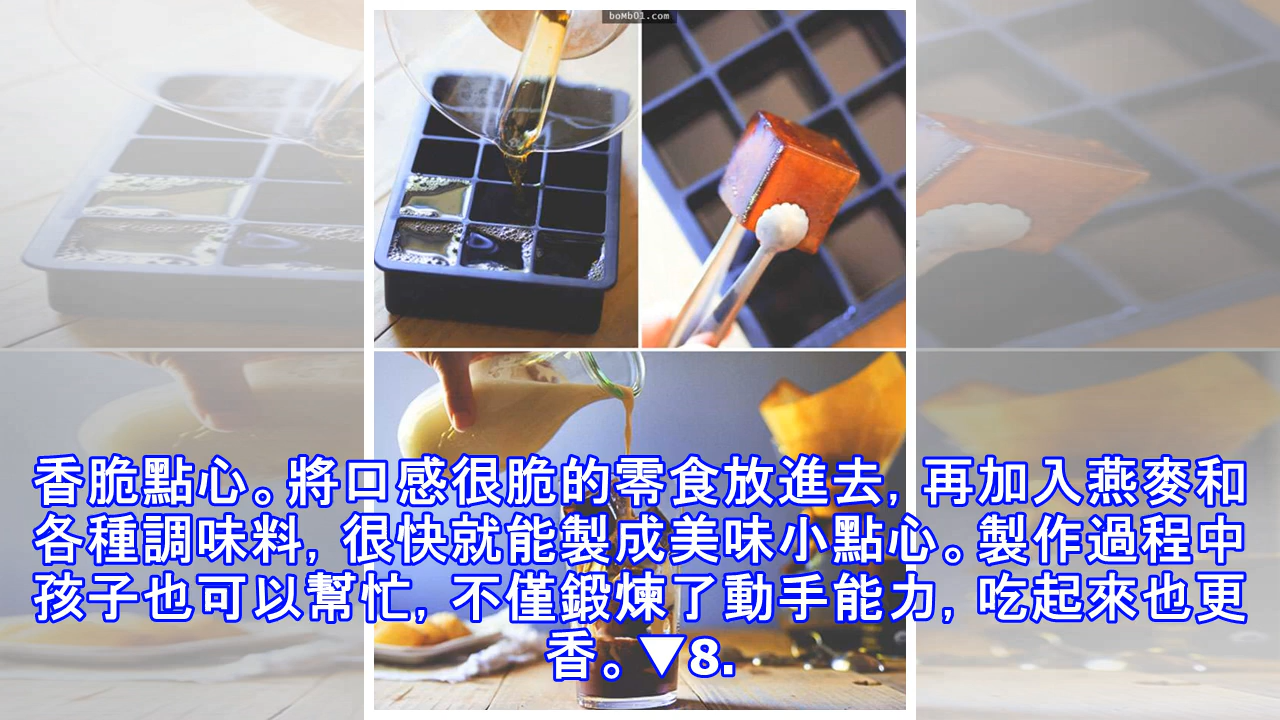 boMb01.com
香脆點心。將口感很脆的零食放進去, 再加入燕麥和
各種調味料, 很快就能製成美味小點心。製作過程中
孩子也可以幫忙, 不僅鍛煉了動手能力, 吃起來也更
香。▼8.